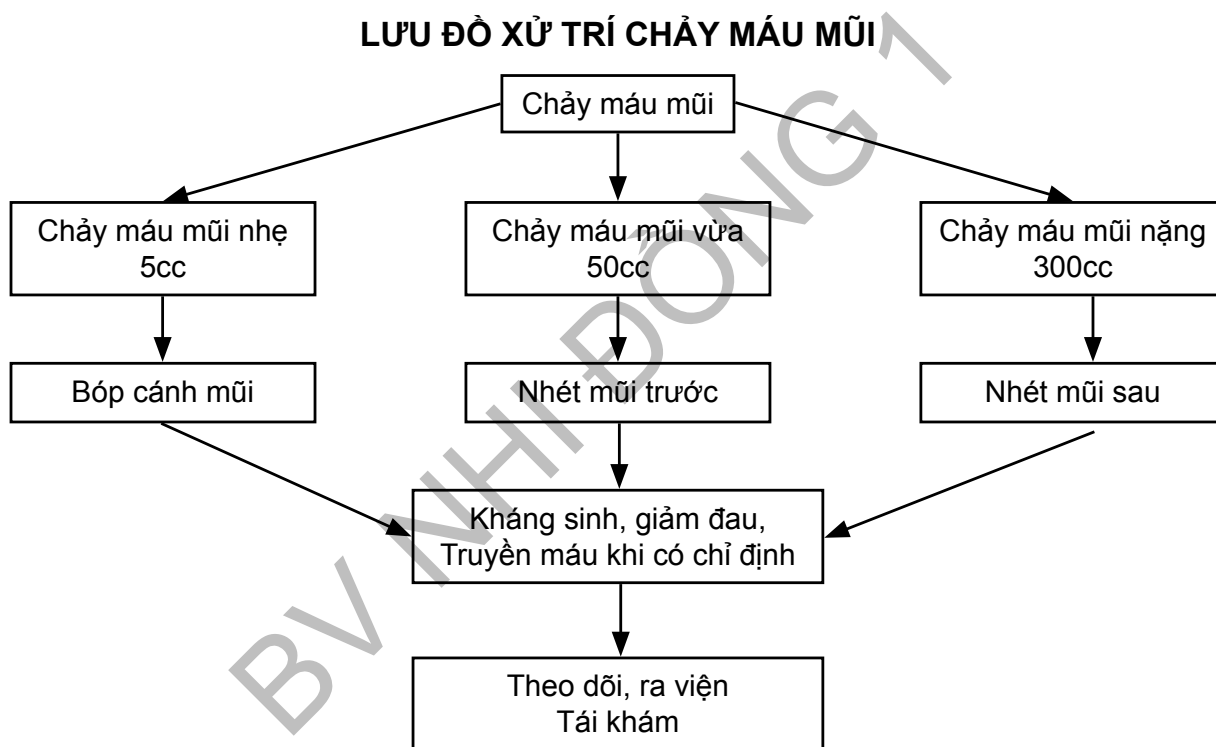 LƯU ĐỒ XỬ TRÍ CHẢY MÁU MŨI
Chảy máu mũi
Chảy máu mũi nhẹ
5cc
Chảy máu mũi vừa
50cc
Chảy máu mũi nặng
300cc
Bóp cánh mũi
Nhét mũi trước
Nhét mũi sau
Kháng sinh, giảm đau,
Truyền máu khi có chỉ định
Theo dõi, ra viện
Tái khám
BV NHI ĐỒNG 1